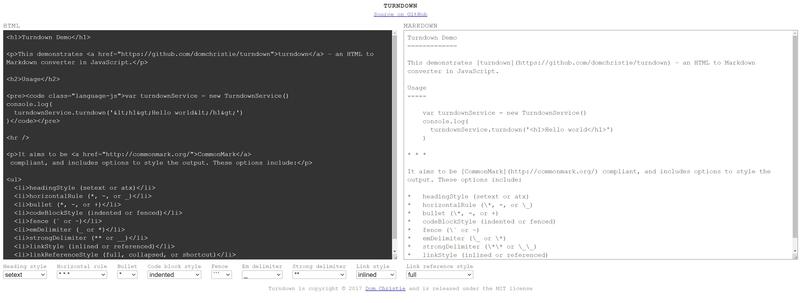 TURNDOWN
Source on GitHub
HTML
<h1>Turndown Demo</h1>
<p>This demonstrates <a href="https://github.com/domchristie/turndown">turndown</a> – an HTML to
Markdown converter in JavaScript.</p>
<h2>Usage</h2>
<pre><code class="language-js">var turndownService = new TurndownService()
console.log(
  turndownService.turndown('&lt;h1&gt;Hello world&lt;/h1&gt;')
)</code></pre>
<hr />
<p>It aims to be <a href="http://commonmark.org/">CommonMark</a>
 compliant, and includes options to style the output. These options include:</p>
<ul>
  <li>headingStyle (setext or atx)</li>
  <li>horizontalRule (*, -, or _)</li>
  <li>bullet (*, -, or +)</li>
  <li>codeBlockStyle (indented or fenced)</li>
  <li>fence (` or ~)</li>
  <li>emDelimiter (_ or *)</li>
  <li>strongDelimiter (** or __)</li>
  <li>linkStyle (inlined or referenced)</li>
  <li>linkReferenceStyle (full, collapsed, or shortcut)</li>
MARKDOWN
Turndown Demo
=============
This demonstrates [turndown](https://github.com/domchristie/turndown) – an HTML to Markdown
converter in JavaScript.
Usage
-----
    var turndownService = new TurndownService()
    console.log(
      turndownService.turndown('<h1>Hello world</h1>')
    )
* * *
It aims to be [CommonMark](http://commonmark.org/) compliant, and includes options to style the
output. These options include:
*   headingStyle (setext or atx)
*   horizontalRule (\*, -, or \_)
*   bullet (\*, -, or +)
*   codeBlockStyle (indented or fenced)
*   fence (\` or ~)
*   emDelimiter (\_ or \*)
*   strongDelimiter (\*\* or \_\_)
*   linkStyle (inlined or referenced)
Heading style Horizontal rule Bullet Code block style Fence Em delimiter Strong delimiter Link style Link reference style
setext * * * * indented ``` _ ** inlined full
Turndown is copyright © 2017 Dom Christie and is released under the MIT license